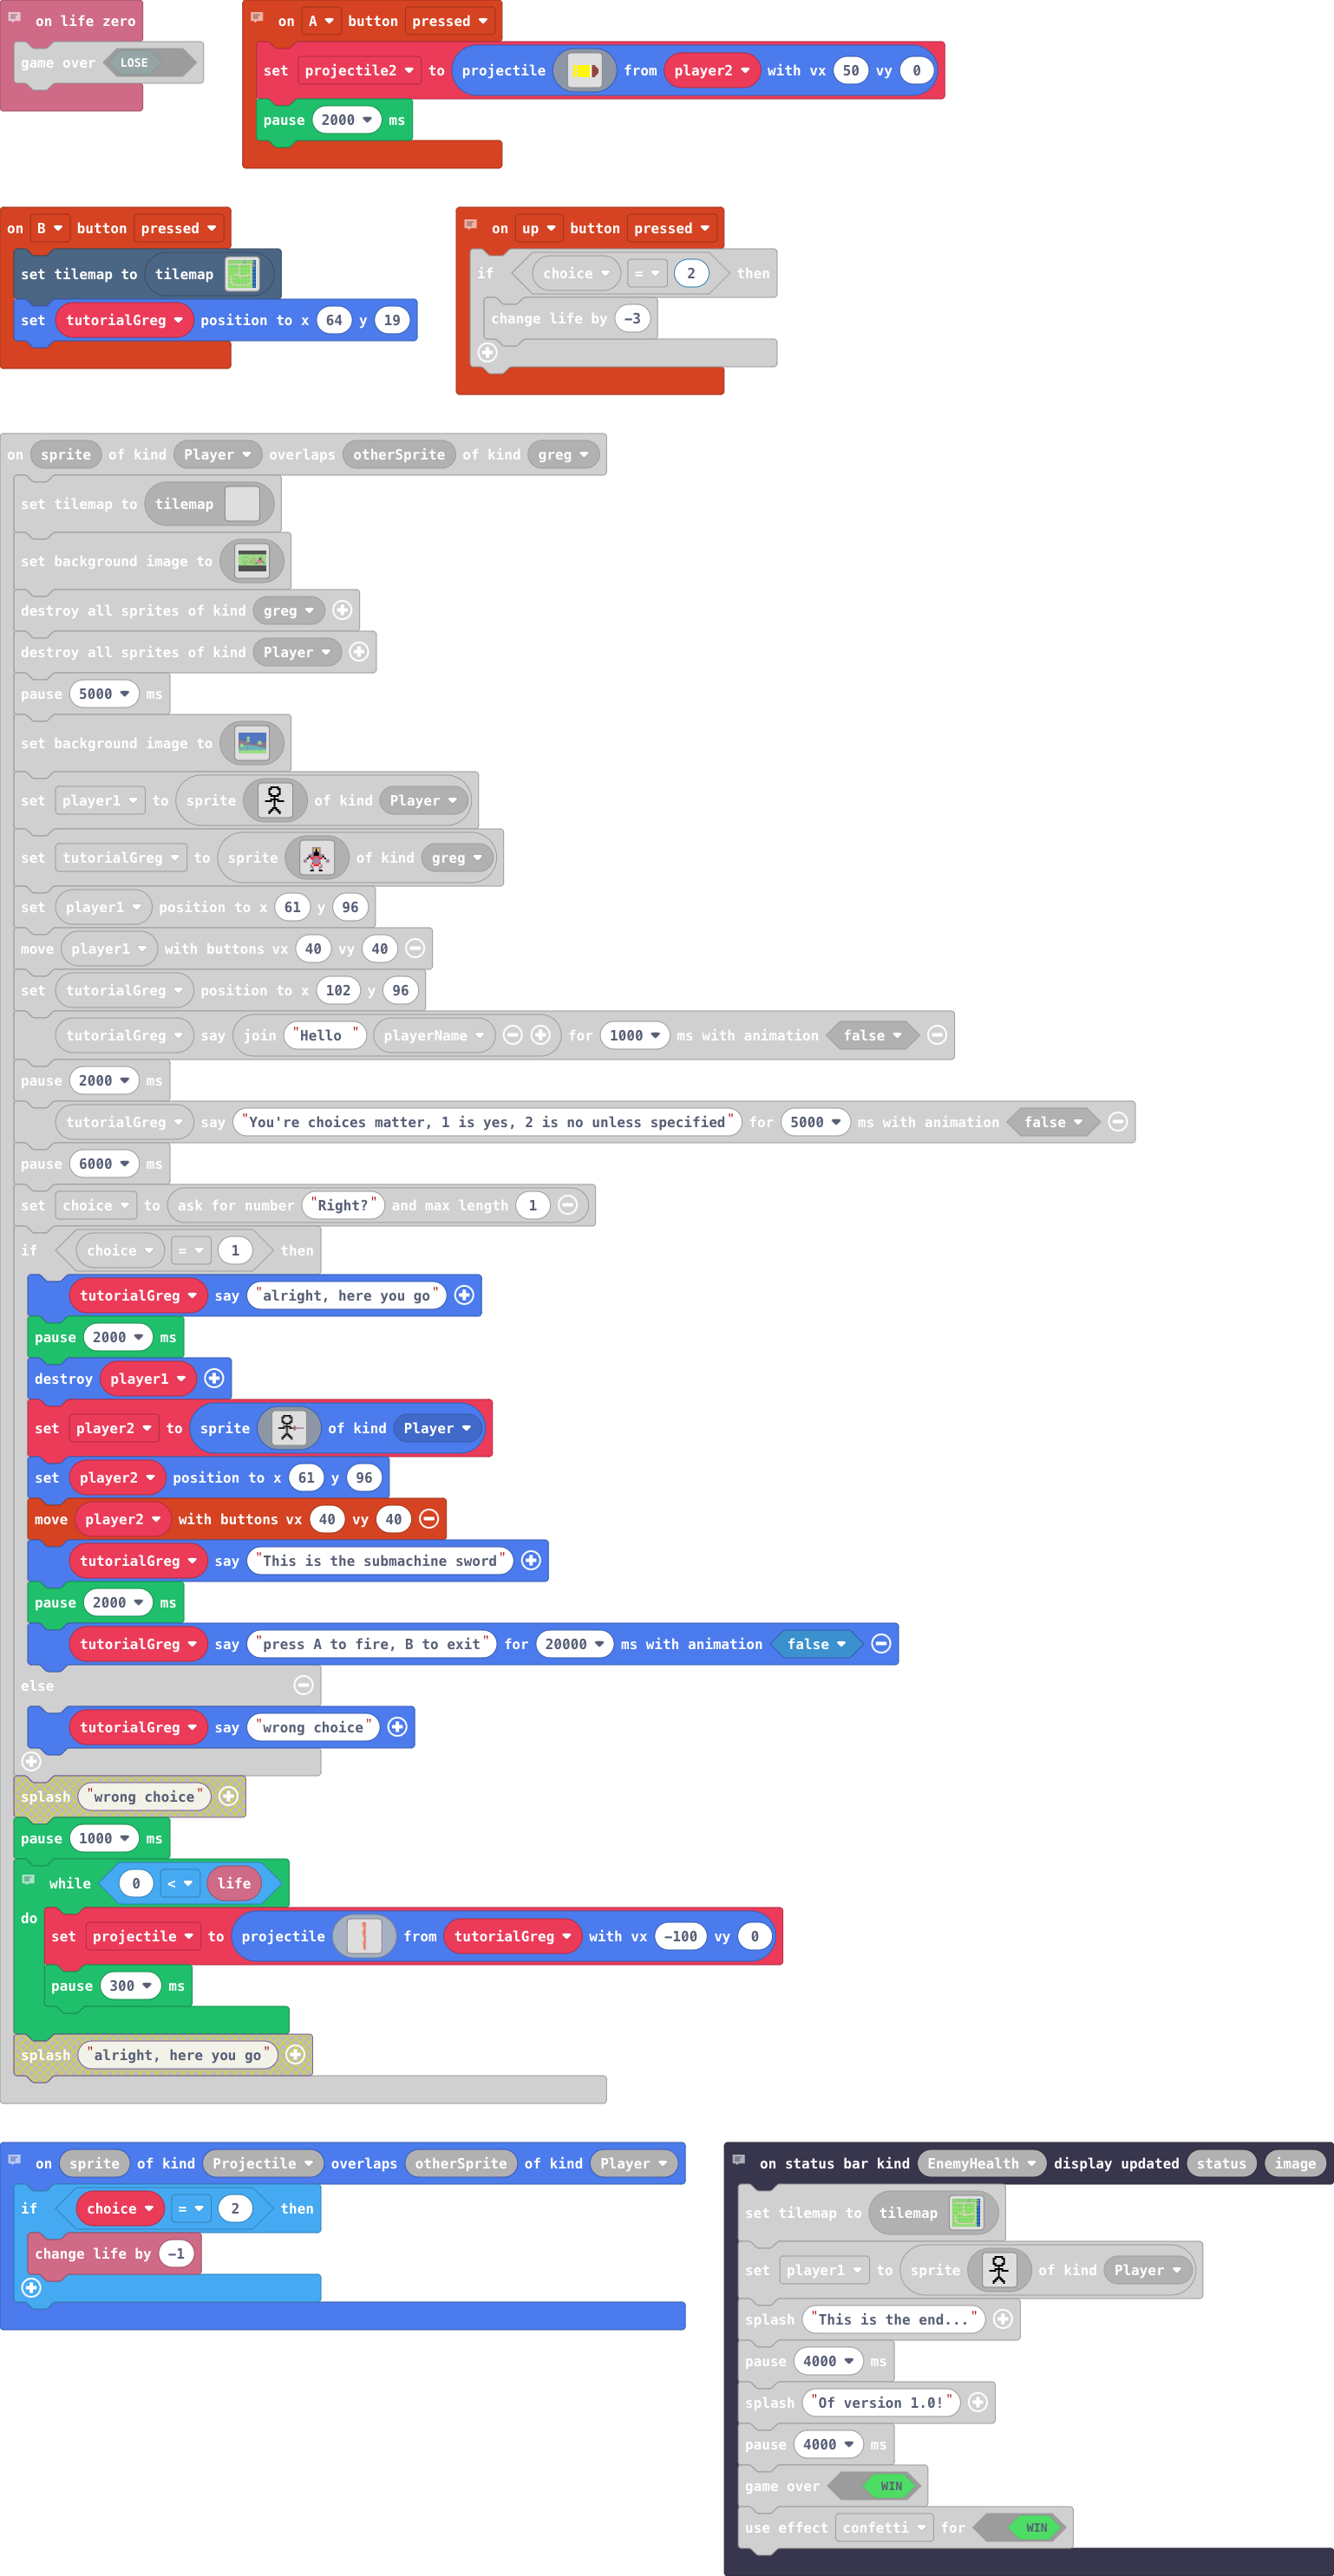 on life zero
game over LOSE
on A button pressed
set projectile2 to projectile from player2 with vx 50 vy 0
pause 2000 ms
on B button pressed
set tilemap to tilemap
set tutorialGreg position to x 64 y 19
on up button pressed
if choice = 2 then
change life by -3
on sprite of kind Player overlaps otherSprite of kind greg
set tilemap to tilemap
set background image to
destroy all sprites of kind greg
destroy all sprites of kind Player
pause 5000 ms
set background image to
set player1 to sprite of kind Player
set tutorialGreg to sprite of kind greg
set player1 position to x 61 y 96
move player1 with buttons vx 40 vy 40
set tutorialGreg position to x 102 y 96
tutorialGreg say join "Hello " playerName for 1000 ms with animation false
pause 2000 ms
tutorialGreg say "You're choices matter, 1 is yes, 2 is no unless specified" for 5000 ms with animation false
pause 6000 ms
set choice to ask for number "Right?" and max length 1
if choice = 1 then
tutorialGreg say "alright, here you go"
pause 2000 ms
destroy player1
set player2 to sprite of kind Player
set player2 position to x 61 y 96
move player2 with buttons vx 40 vy 40
tutorialGreg say "This is the submachine sword"
pause 2000 ms
tutorialGreg say "press A to fire, B to exit" for 20000 ms with animation false
else
tutorialGreg say "wrong choice"
splash "wrong choice"
pause 1000 ms
while 0 < life
do
set projectile to projectile from tutorialGreg with vx -100 vy 0
pause 300 ms
splash "alright, here you go"
on sprite of kind Projectile overlaps otherSprite of kind Player
if choice = 2 then
change life by -1
on status bar kind EnemyHealth display updated status image
set tilemap to tilemap
set player1 to sprite of kind Player
splash "This is the end..."
pause 4000 ms
splash "Of version 1.0!"
pause 4000 ms
game over WIN
use effect confetti for WIN